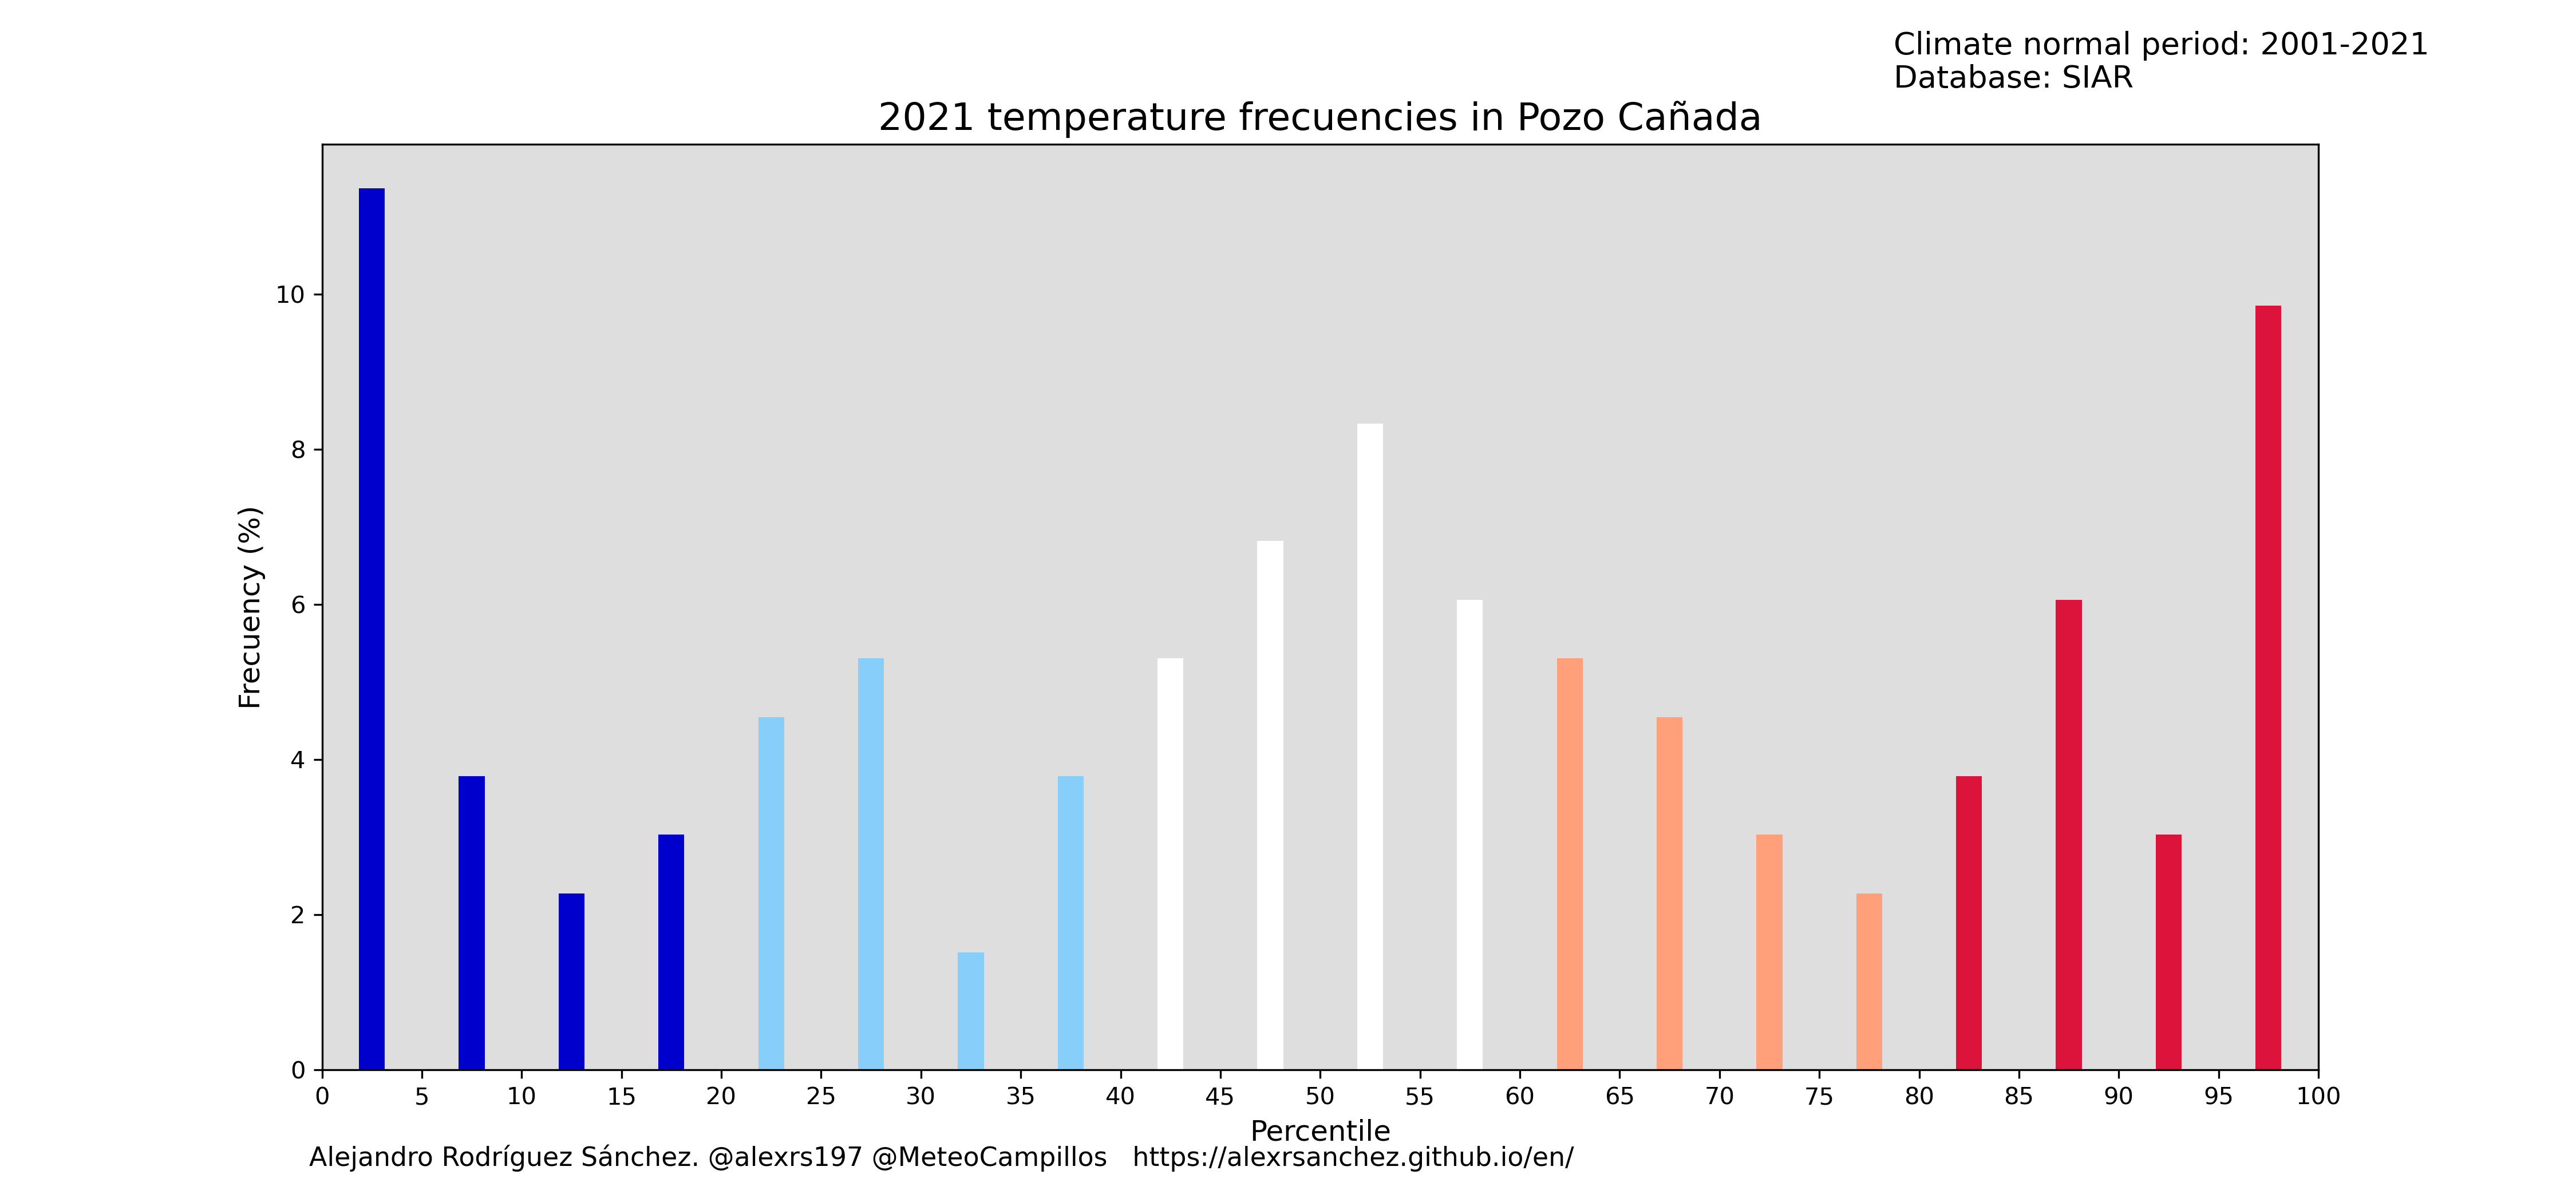 Climate normal period: 2001-2021
Database: SIAR
2021 temperature frecuencies in Pozo Cañada
Frecuency (%)
10
8
6
4
2
0
0 5 10 15 20 25 30 35 40 45 50 55 60 65 70 75 80 85 90 95 100
Percentile
Alejandro Rodríguez Sánchez. @alexrs197 @MeteoCampillos https://alexrsanchez.github.io/en/